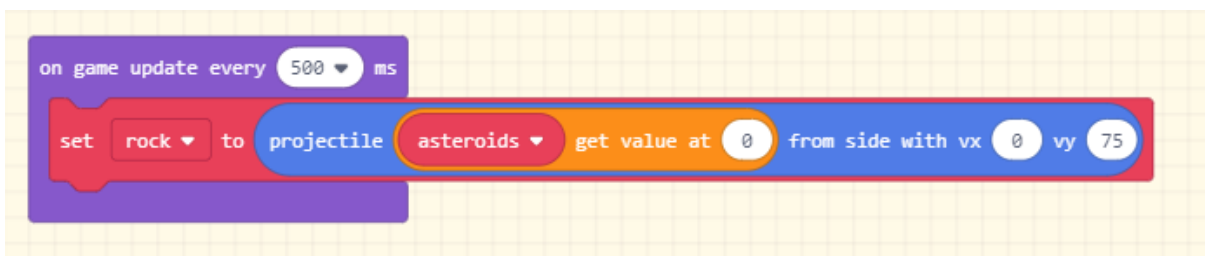 on game update every 500 ms
set rock to projectile asteroids get value at 0 from side with vx 0 vy 75